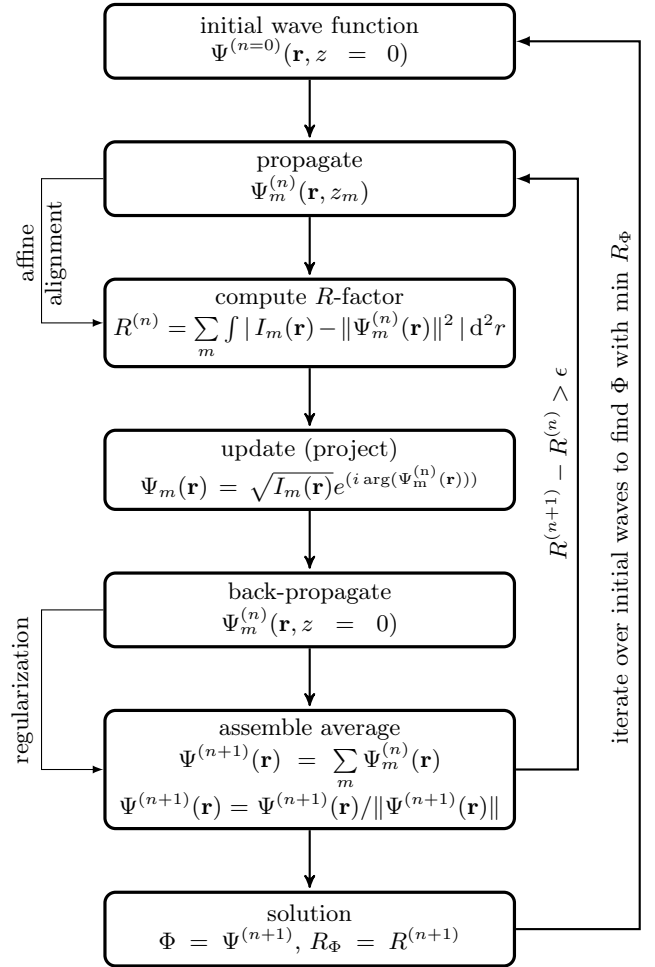 initial wave function
Ψ^(n=0)(r, z = 0)
propagate
Ψ_m^(n)(r, z_m)
affine
alignment
compute R-factor
R^(n) = ∑_m ∫ | I_m(r) − ‖Ψ_m^(n)(r)‖² | d²r
update (project)
Ψ_m(r) = √I_m(r) e^(i arg(Ψ_m^(n)(r)))
back-propagate
Ψ_m^(n)(r, z = 0)
regularization
assemble average
Ψ^(n+1)(r) = ∑_m Ψ_m^(n)(r)
Ψ^(n+1)(r) = Ψ^(n+1)(r)/‖Ψ^(n+1)(r)‖
solution
Φ = Ψ^(n+1), R_Φ = R^(n+1)
R^(n+1) − R^(n) > ϵ
iterate over initial waves to find Φ with min R_Φ